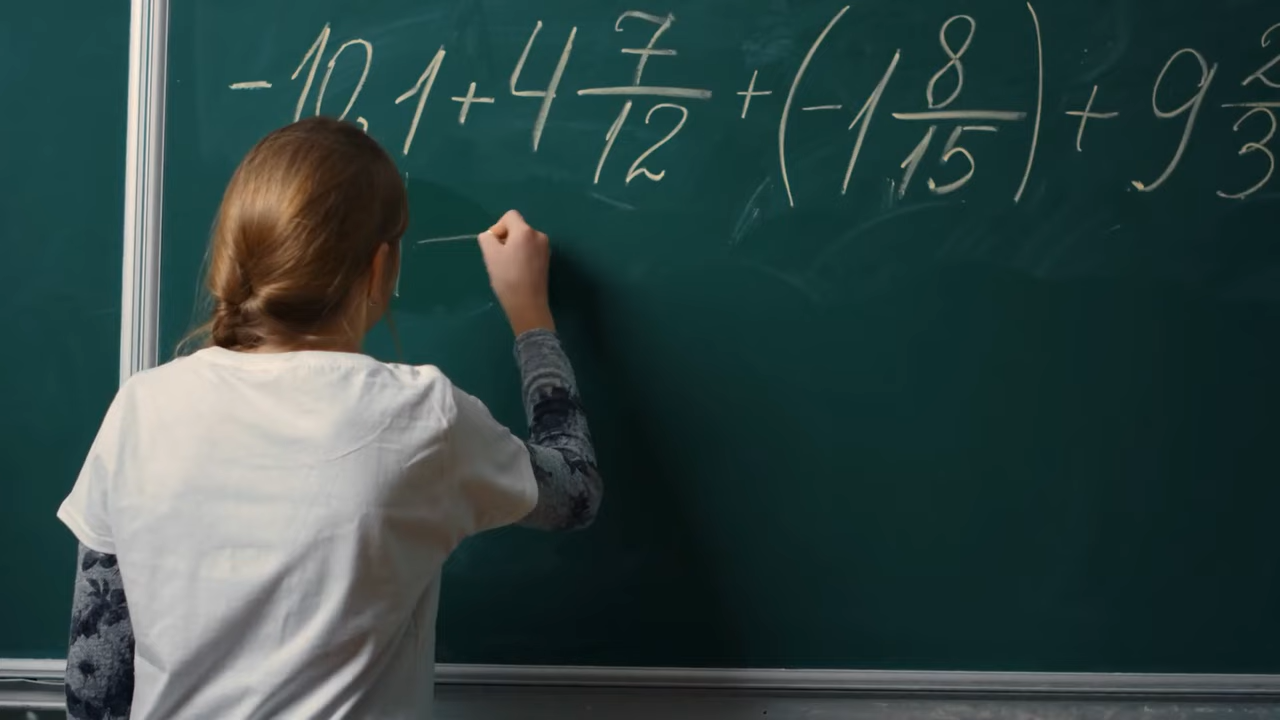 -10,1 + 4 7/12 + (-1 8/15) + 9 2/3